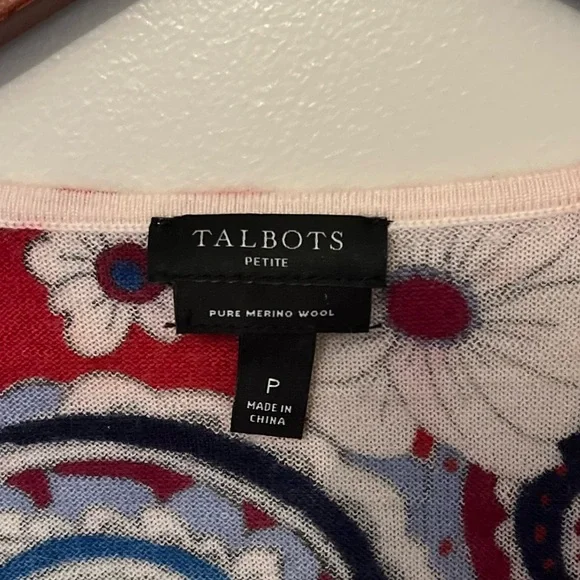 TALBOTS
PETITE
PURE MERINO WOOL
P
MADE IN
CHINA